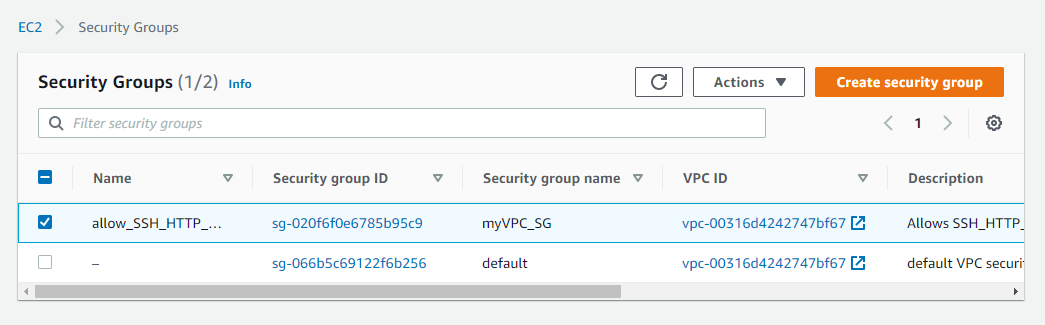 EC2 > Security Groups
Security Groups (1/2) Info Actions Create security group
Filter security groups 1
Name Security group ID Security group name VPC ID Description
allow_SSH_HTTP_... sg-020f6f0e6785b95c9 myVPC_SG vpc-00316d4242747bf67 Allows SSH_HTTP_
– sg-066b5c69122f6b256 default vpc-00316d4242747bf67 default VPC securit